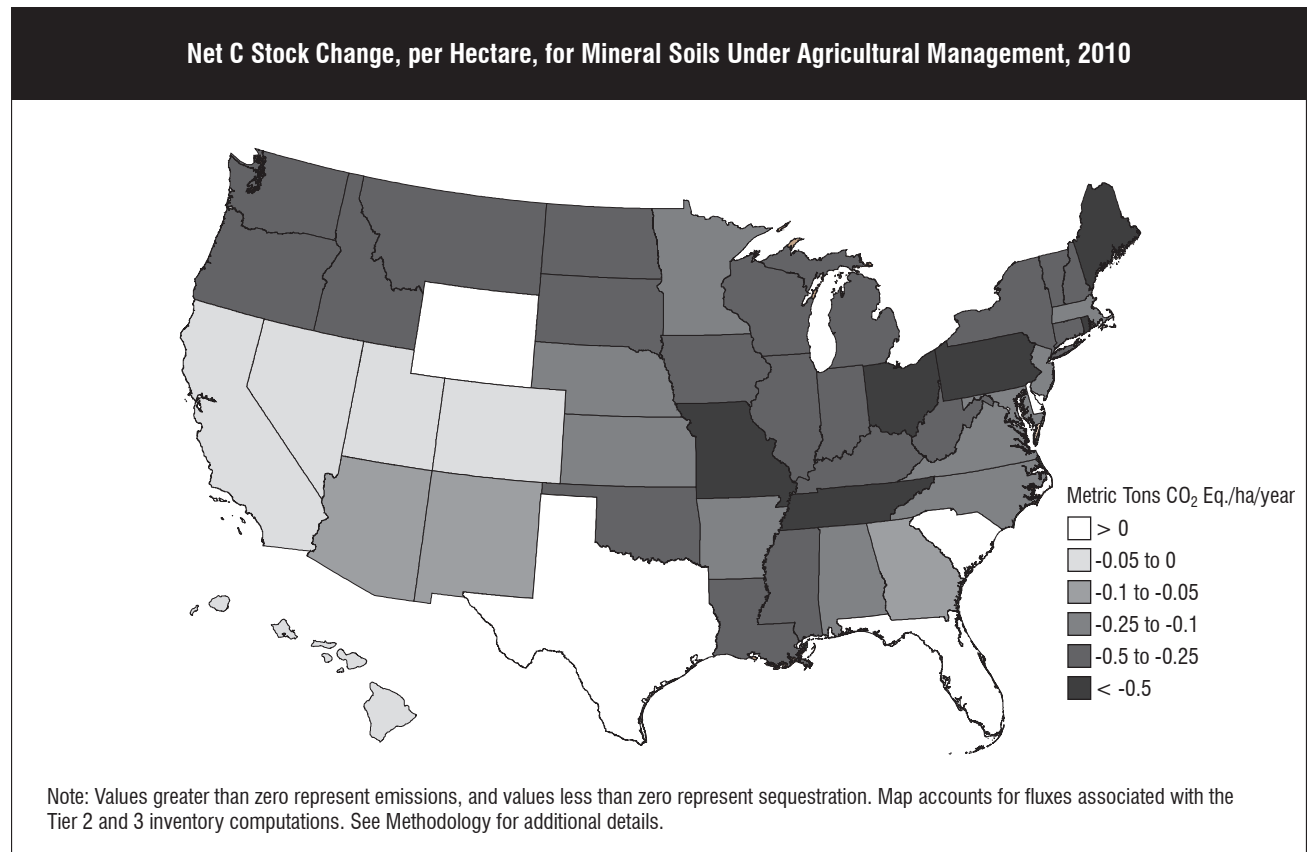 Net C Stock Change, per Hectare, for Mineral Soils Under Agricultural Management, 2010
Metric Tons CO₂ Eq./ha/year
> 0
-0.05 to 0
-0.1 to -0.05
-0.25 to -0.1
-0.5 to -0.25
< -0.5
Note: Values greater than zero represent emissions, and values less than zero represent sequestration. Map accounts for fluxes associated with the
Tier 2 and 3 inventory computations. See Methodology for additional details.